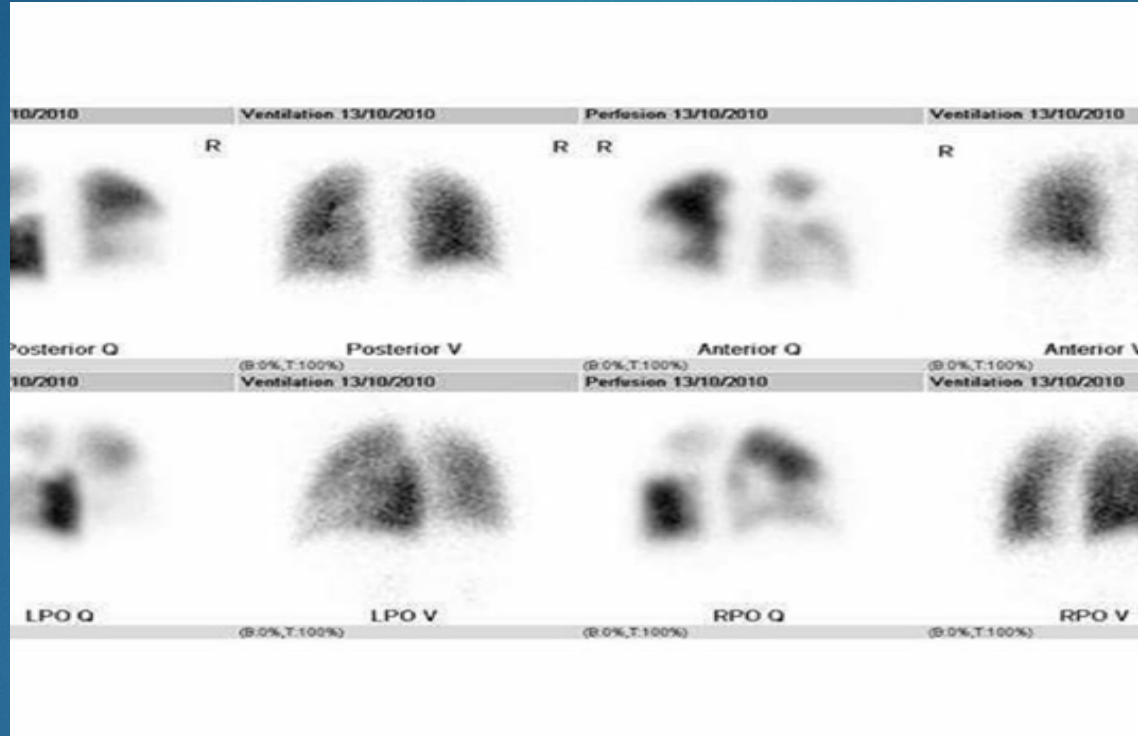 10/2010 Ventilation 13/10/2010 Perfusion 13/10/2010 Ventilation 13/10/2010
R R R R
Posterior Q Posterior V Anterior Q Anterior V
(B:0%,T:100%) (B:0%,T:100%) (B:0%,T:100%)
10/2010 Ventilation 13/10/2010 Perfusion 13/10/2010 Ventilation 13/10/2010
LPO Q LPO V RPO Q RPO V
(B:0%,T:100%) (B:0%,T:100%) (B:0%,T:100%)